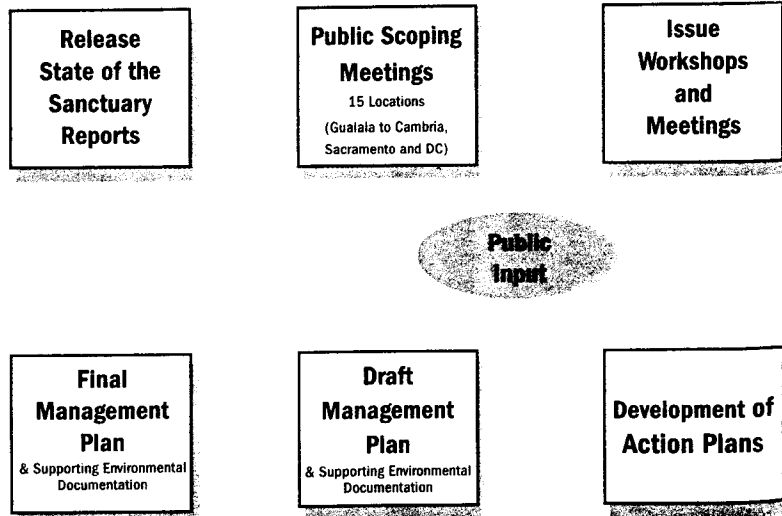 Release
State of the
Sanctuary
Reports
Public Scoping
Meetings
15 Locations
(Gualala to Cambria,
Sacramento and DC)
Issue
Workshops
and
Meetings
Public
Input
Final
Management
Plan
& Supporting Environmental
Documentation
Draft
Management
Plan
& Supporting Environmental
Documentation
Development of
Action Plans